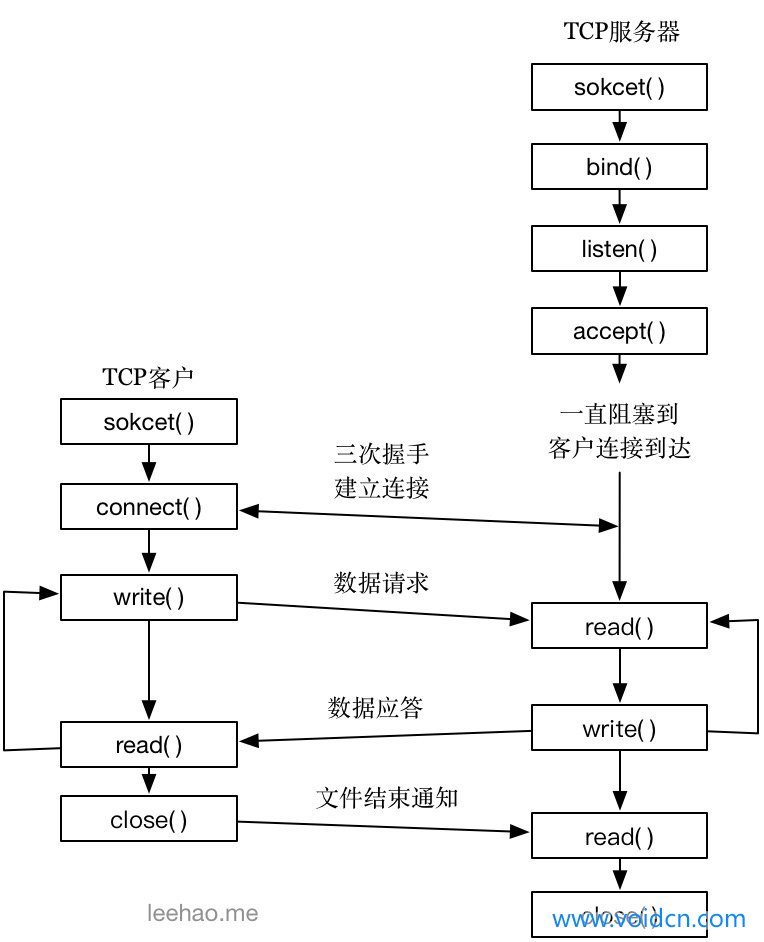 TCP服务器
sokcet()
bind()
listen()
accept()
一直阻塞到
客户连接到达
TCP客户
sokcet()
connect()
三次握手
建立连接
write()
数据请求
read()
数据应答
write()
read()
close()
文件结束通知
read()
close()
leehao.me
www.voidcn.com